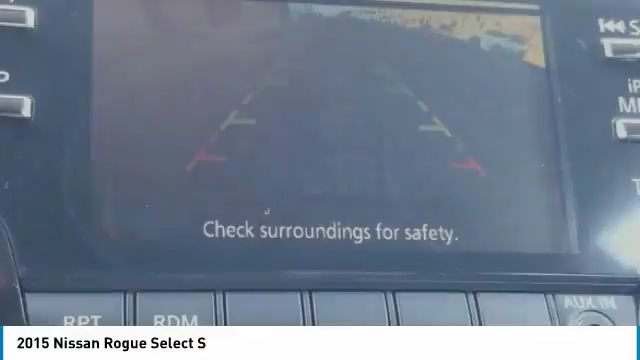 Check surroundings for safety.
RPT
RDM
AUX IN
2015 Nissan Rogue Select S